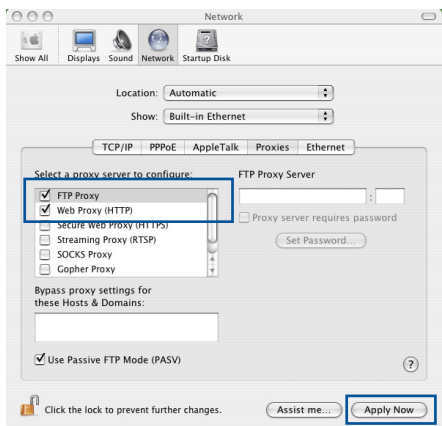 Network
Show All Displays Sound Network Startup Disk
Location: Automatic
Show: Built-in Ethernet
TCP/IP PPPoE AppleTalk Proxies Ethernet
Select a proxy server to configure: FTP Proxy Server
FTP Proxy
Web Proxy (HTTP) :
Secure Web Proxy (HTTPS) Proxy server requires password
Streaming Proxy (RTSP) Set Password...
SOCKS Proxy
Gopher Proxy
Bypass proxy settings for
these Hosts & Domains:
Use Passive FTP Mode (PASV) ?
Click the lock to prevent further changes. Assist me... Apply Now